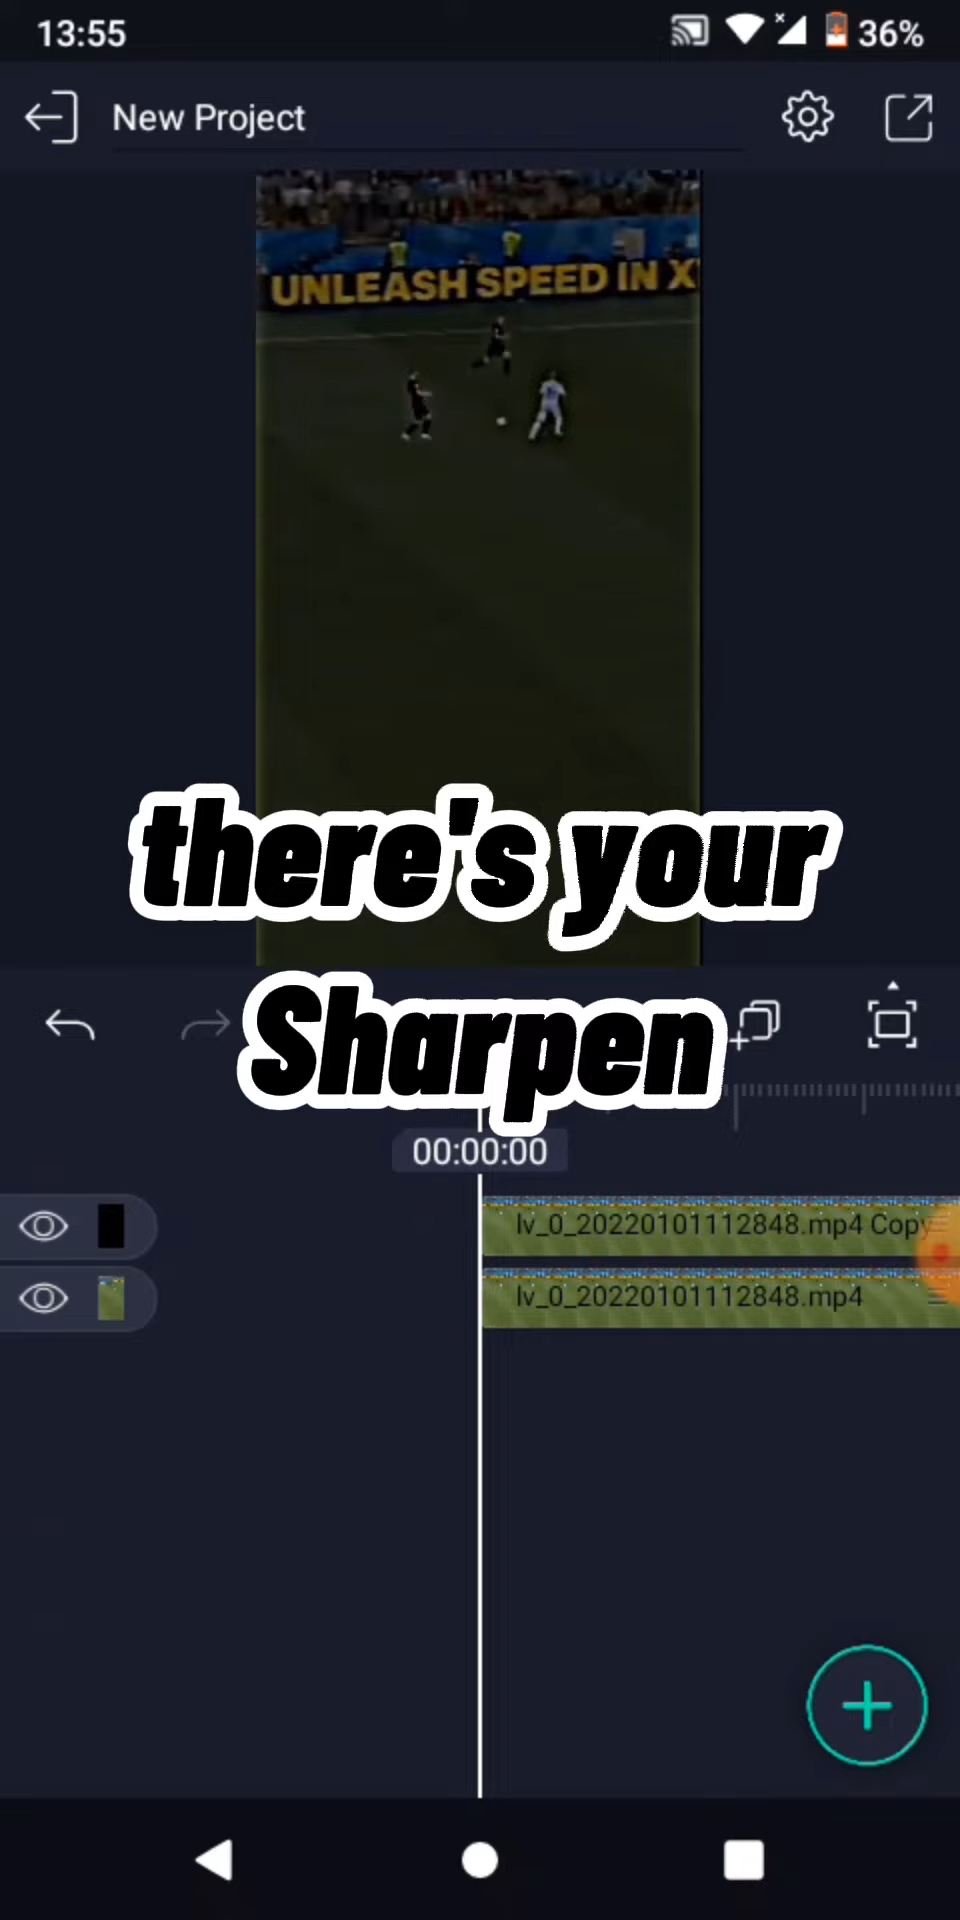 13:55
36%
New Project
UNLEASH SPEED IN X
there's your
Sharpen
00:00:00
lv_0_20220101112848.mp4 Copy
lv_0_20220101112848.mp4